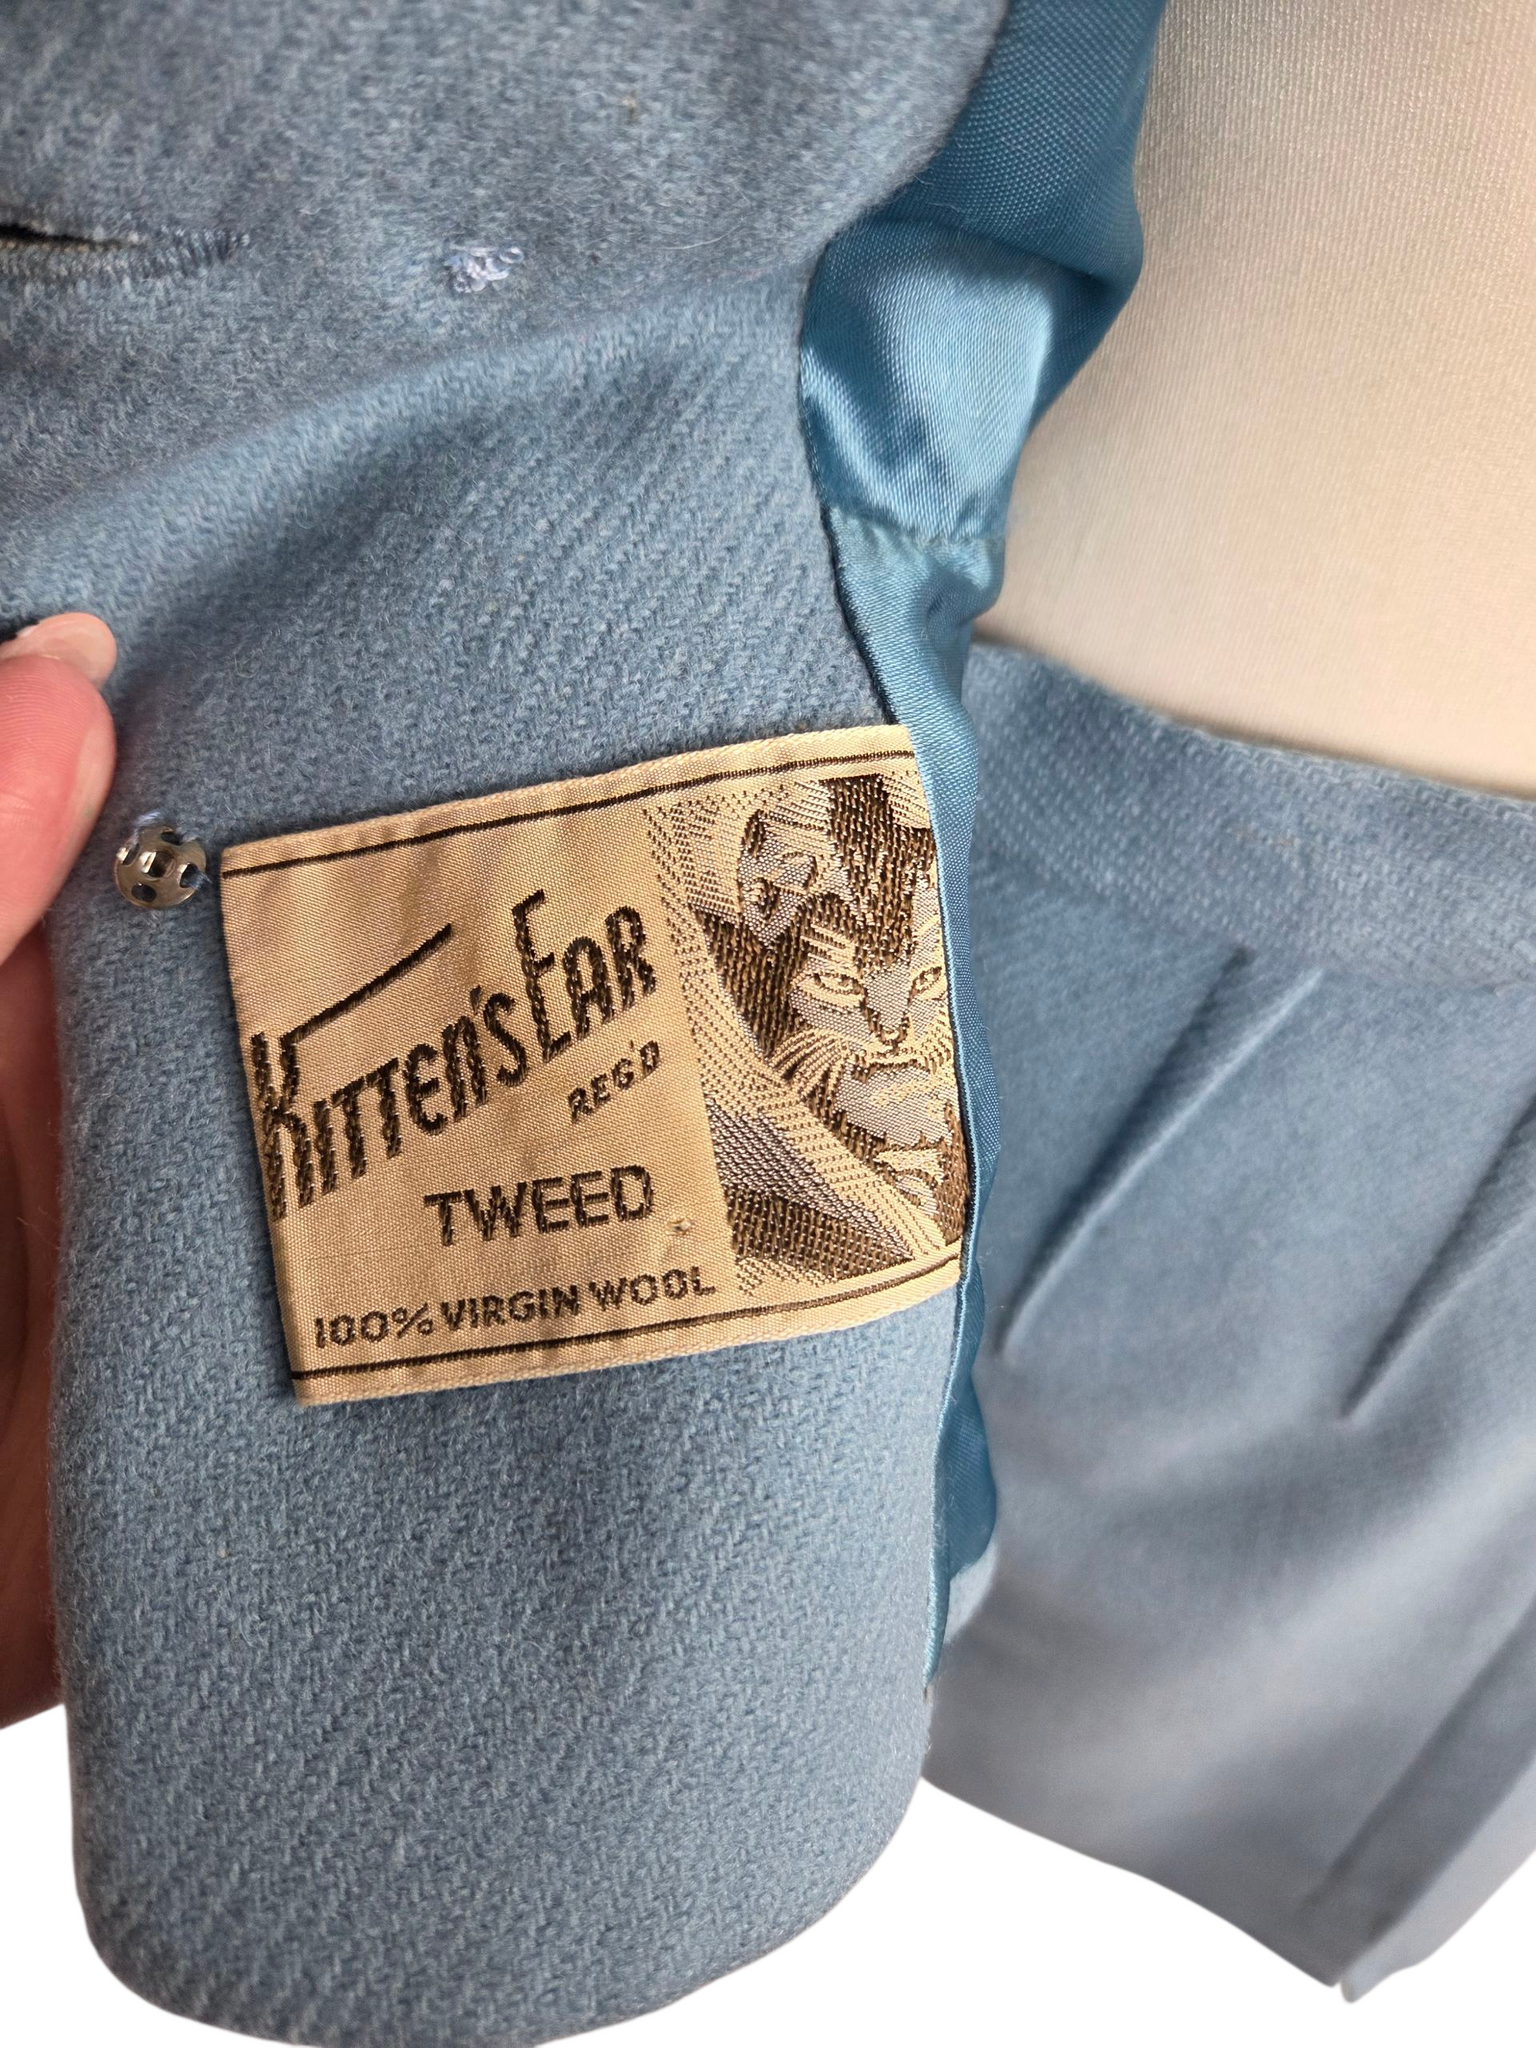 KITTEN'S EAR
REG'D
TWEED
100% VIRGIN WOOL